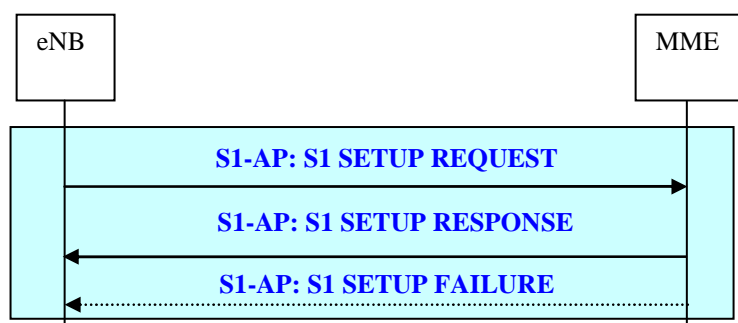 eNB
MME
S1-AP: S1 SETUP REQUEST
S1-AP: S1 SETUP RESPONSE
S1-AP: S1 SETUP FAILURE